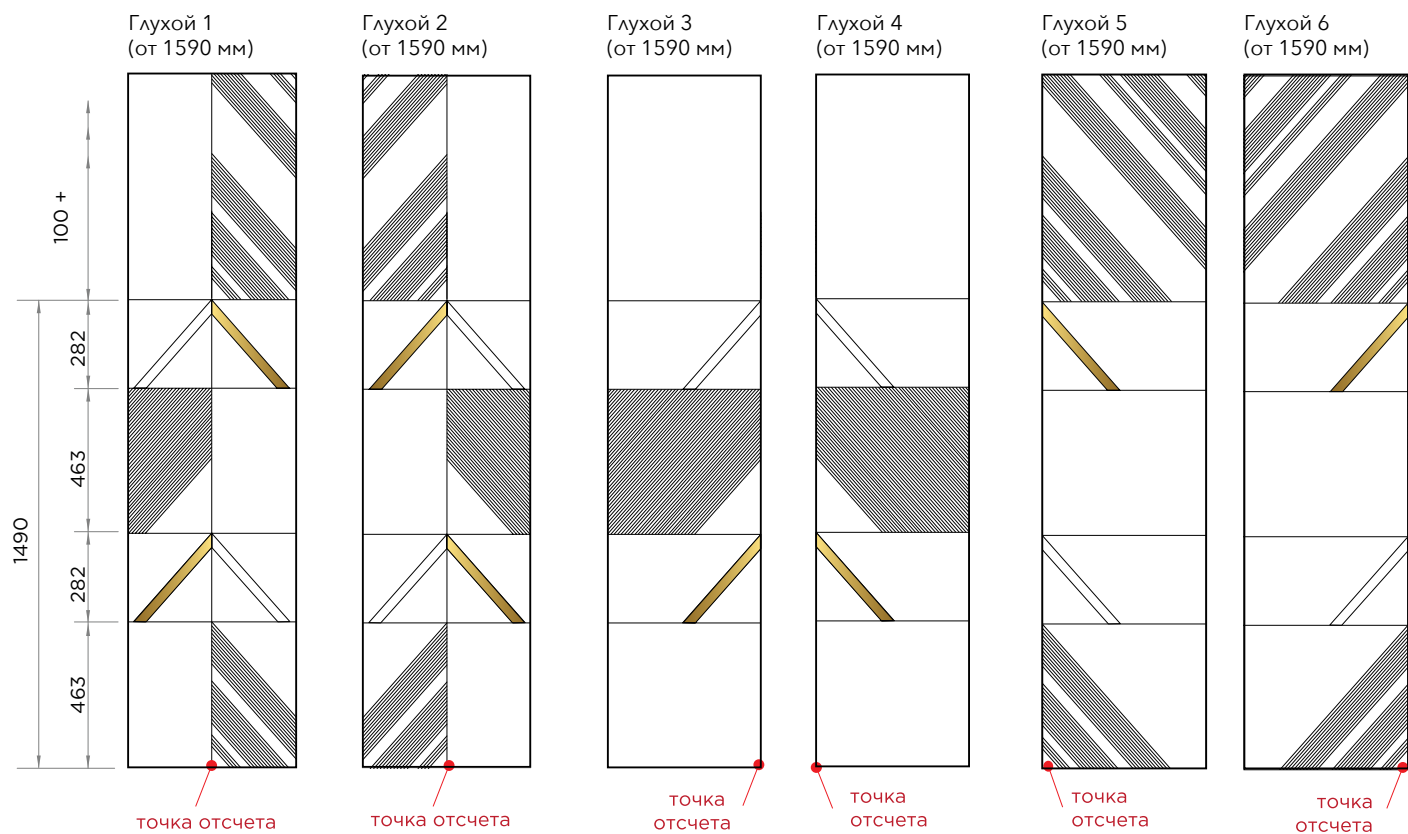 Глухой 1
(от 1590 мм)
Глухой 2
(от 1590 мм)
Глухой 3
(от 1590 мм)
Глухой 4
(от 1590 мм)
Глухой 5
(от 1590 мм)
Глухой 6
(от 1590 мм)
100 +
282
463
1490
282
463
точка отсчета
точка отсчета
точка
отсчета
точка
отсчета
точка
отсчета
точка
отсчета